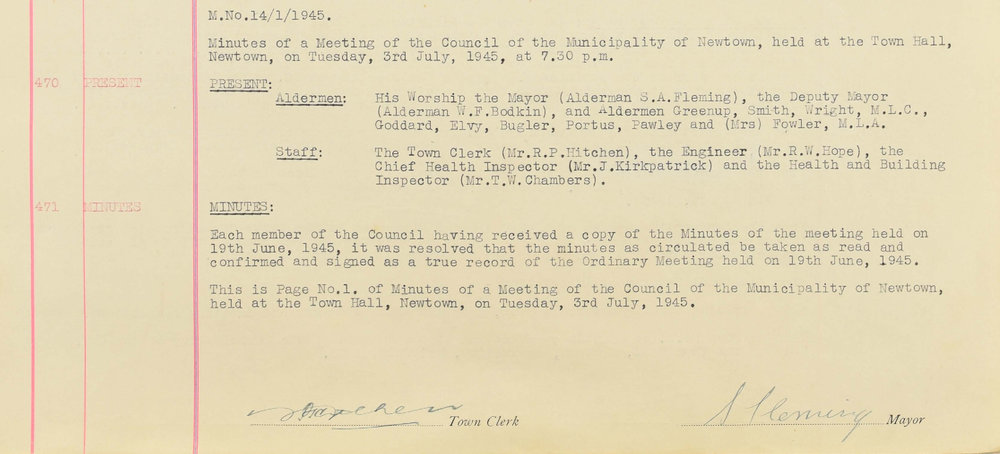 M.No.14/1/1945.
Minutes of a Meeting of the Council of the Municipality of Newtown, held at the Town Hall,
Newtown, on Tuesday, 3rd July, 1945, at 7.30 p.m.
470 PRESENT PRESENT:
Aldermen: His Worship the Mayor (Alderman S.A.Fleming), the Deputy Mayor
(Alderman W.F.Bodkin), and Aldermen Greenup, Smith, Wright, M.L.C.,
Goddard, Elvy, Bugler, Portus, Pawley and (Mrs) Fowler, M.L.A.
Staff: The Town Clerk (Mr.R.P.Hitchen), the Engineer (Mr.R.W.Hope), the
Chief Health Inspector (Mr.J.Kirkpatrick) and the Health and Building
Inspector (Mr.T.W.Chambers).
471 MINUTES MINUTES:
Each member of the Council having received a copy of the Minutes of the meeting held on
19th June, 1945, it was resolved that the minutes as circulated be taken as read and
confirmed and signed as a true record of the Ordinary Meeting held on 19th June, 1945.
This is Page No.1. of Minutes of a Meeting of the Council of the Municipality of Newtown,
held at the Town Hall, Newtown, on Tuesday, 3rd July, 1945.
Town Clerk S Fleming Mayor